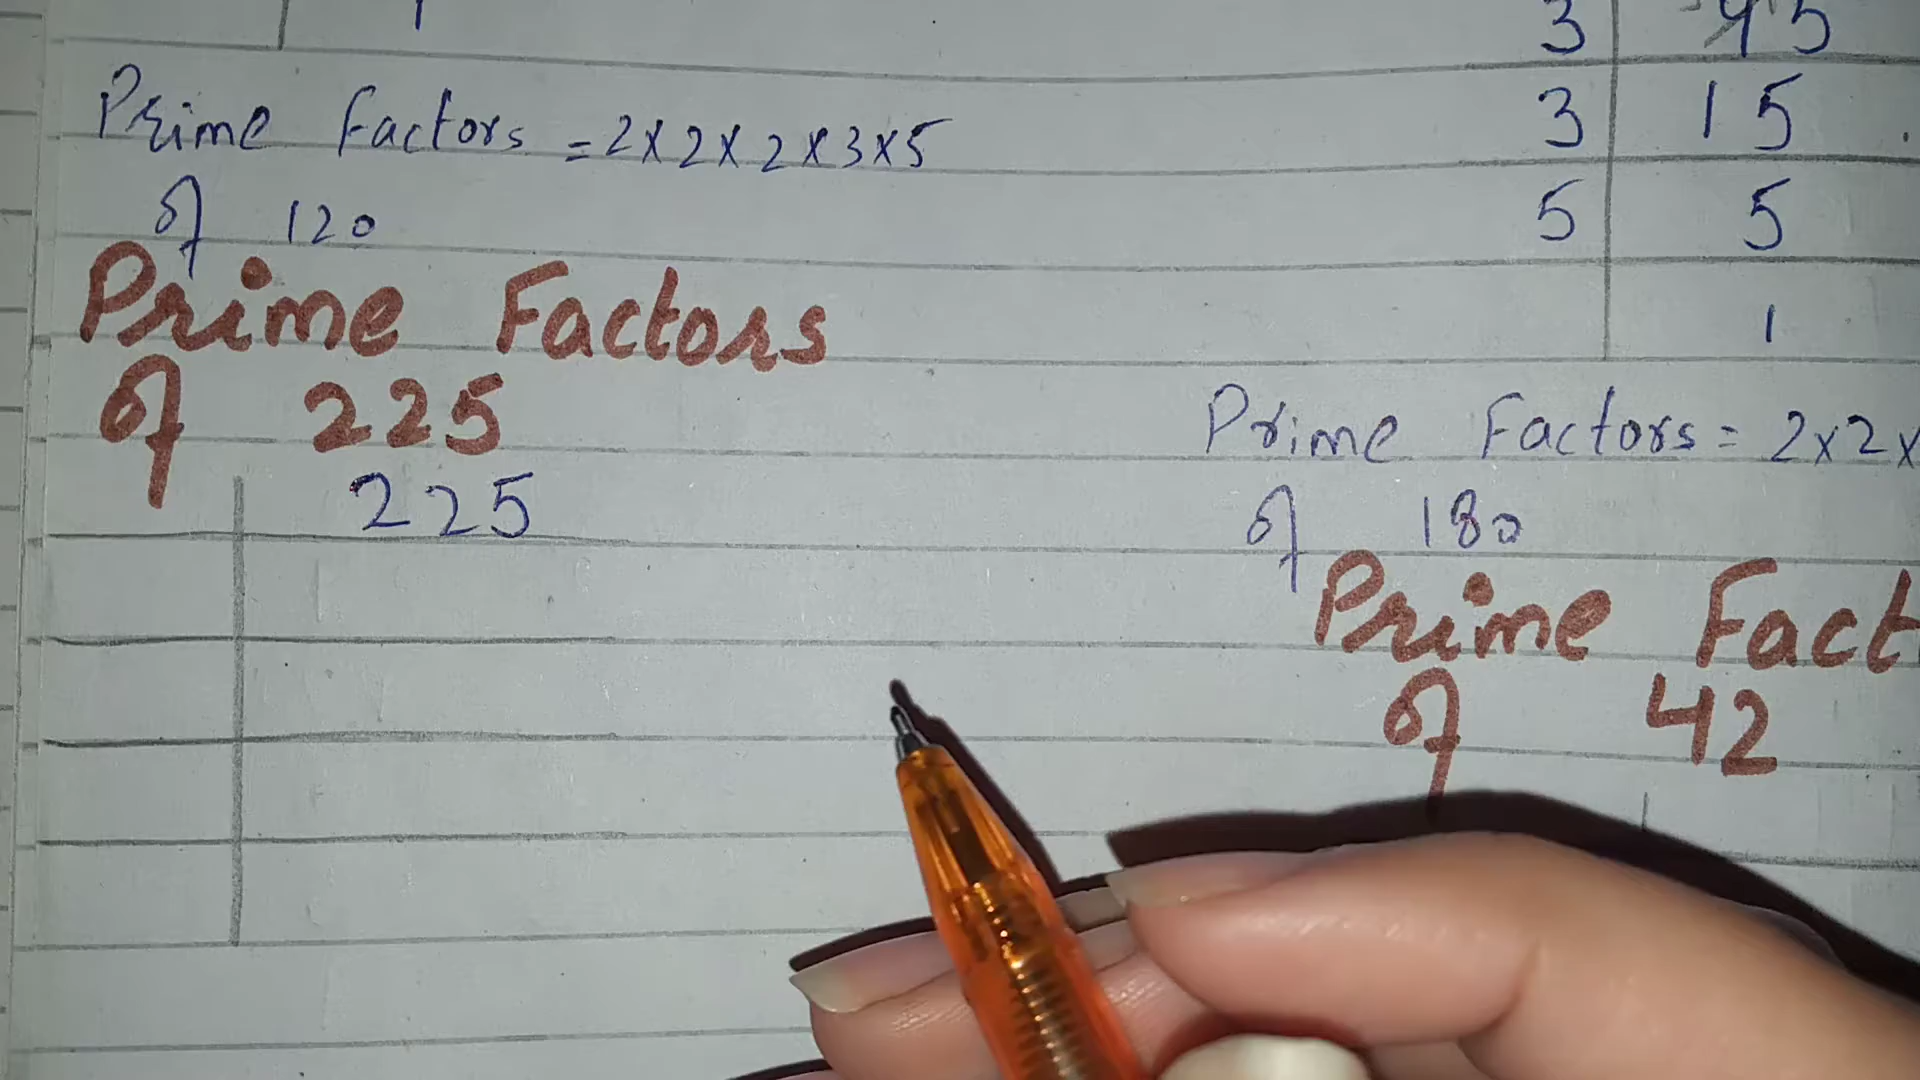 Prime Factors = 2x2x2x3x5
of 120
Prime Factors
of 225
225
3 45
3 15
5 5
1
Prime Factors = 2x2x
of 180
Prime Fact
of 42